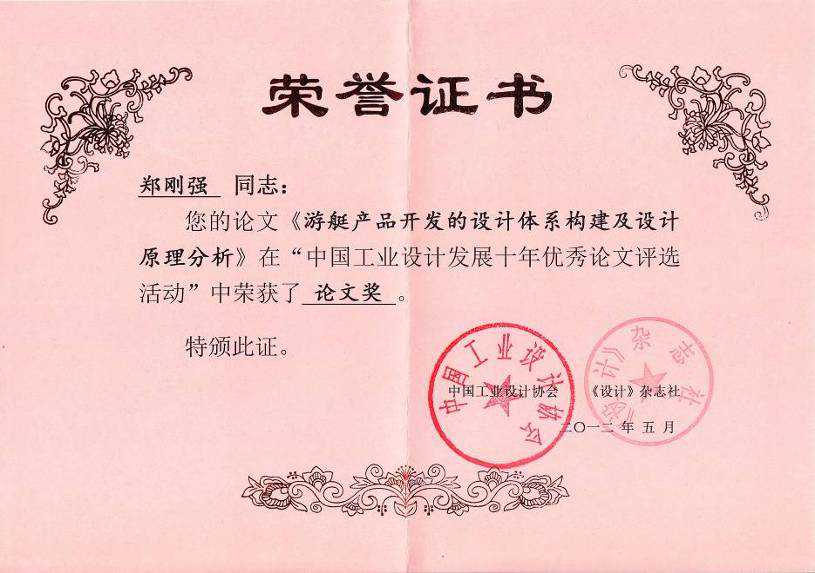 荣誉证书
郑刚强 同志：
您的论文《游艇产品开发的设计体系构建及设计
原理分析》在“中国工业设计发展十年优秀论文评选
活动”中荣获了 论文奖 。
特颁此证。
中国工业设计协会
《设计》杂志社
中国工业设计协会 《设计》杂志社
二〇一二年五月